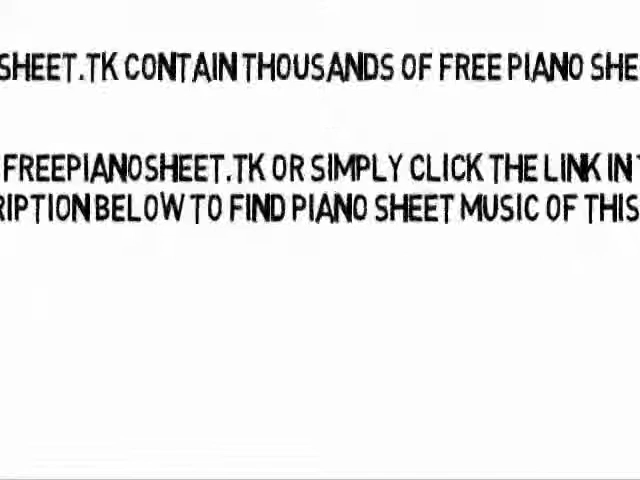 SHEET.TK CONTAIN THOUSANDS OF FREE PIANO SHE
FREEPIANOSHEET.TK OR SIMPLY CLICK THE LINK IN T
RIPTION BELOW TO FIND PIANO SHEET MUSIC OF THIS